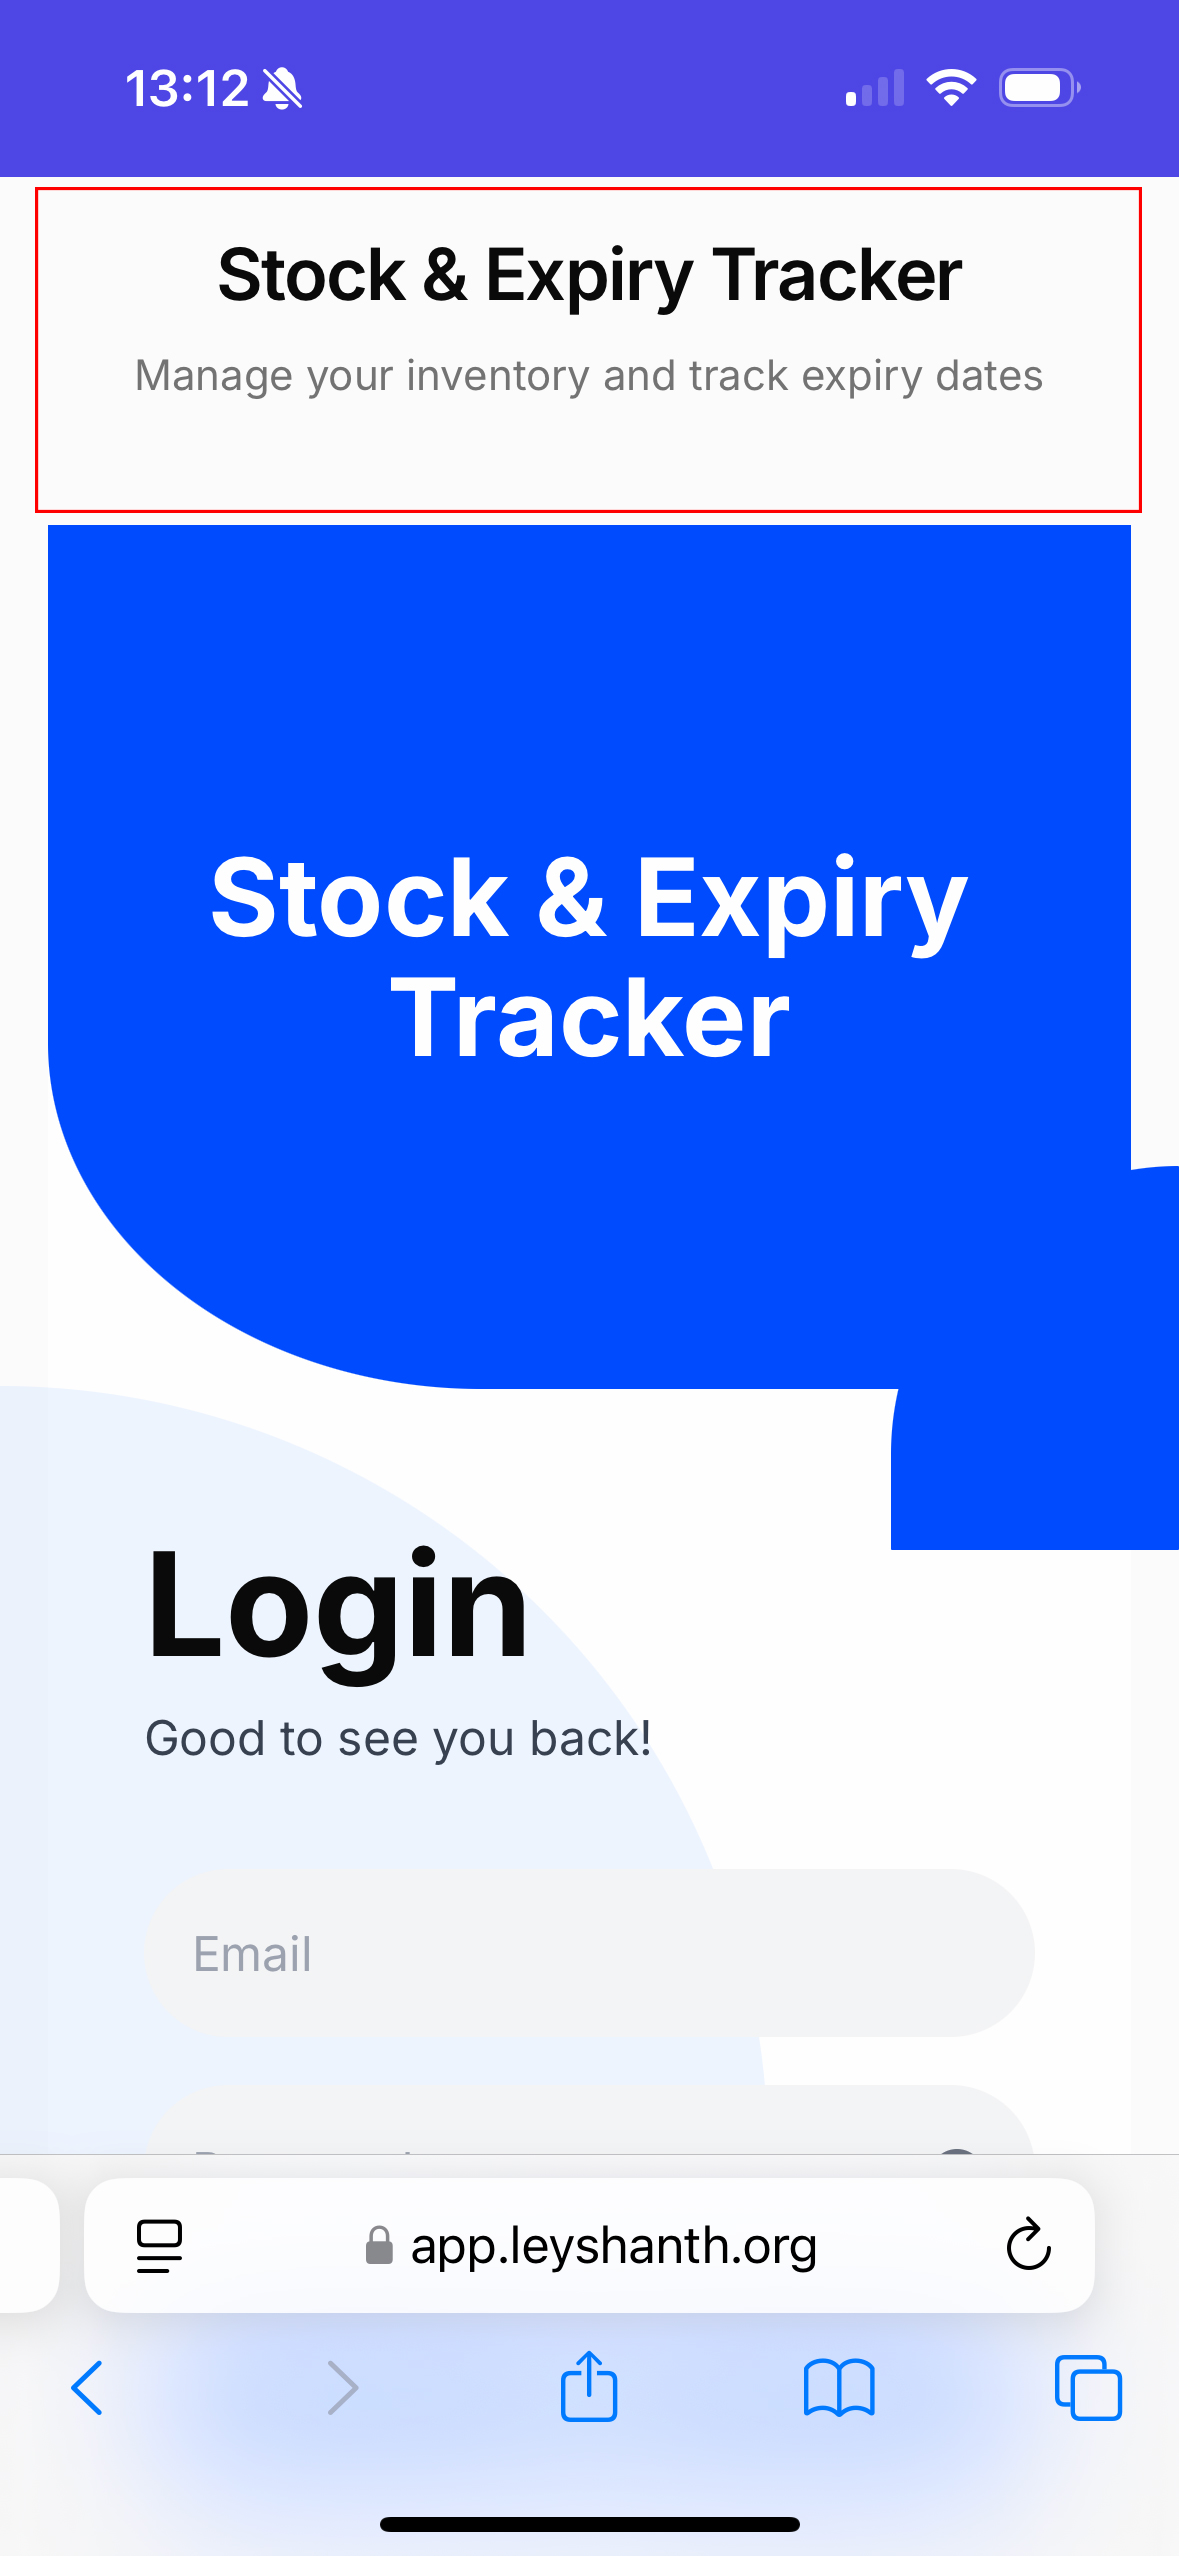 13:12
Stock & Expiry Tracker
Manage your inventory and track expiry dates
Stock & Expiry
Tracker
Login
Good to see you back!
Email
app.leyshanth.org